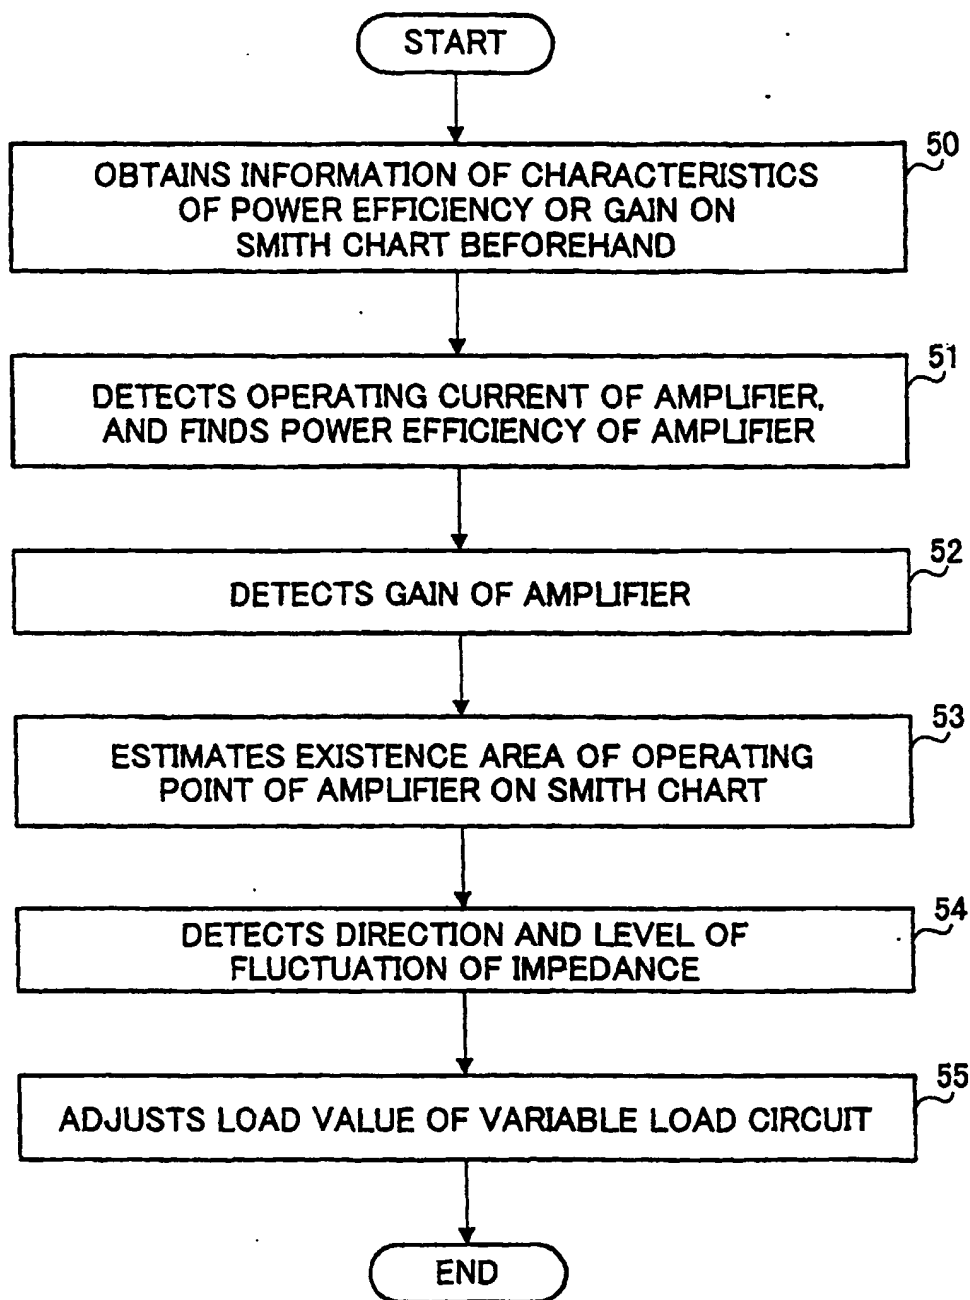 START
50
OBTAINS INFORMATION OF CHARACTERISTICS
OF POWER EFFICIENCY OR GAIN ON
SMITH CHART BEFOREHAND
51
DETECTS OPERATING CURRENT OF AMPLIFIER,
AND FINDS POWER EFFICIENCY OF AMPLIFIER
52
DETECTS GAIN OF AMPLIFIER
53
ESTIMATES EXISTENCE AREA OF OPERATING
POINT OF AMPLIFIER ON SMITH CHART
54
DETECTS DIRECTION AND LEVEL OF
FLUCTUATION OF IMPEDANCE
55
ADJUSTS LOAD VALUE OF VARIABLE LOAD CIRCUIT
END